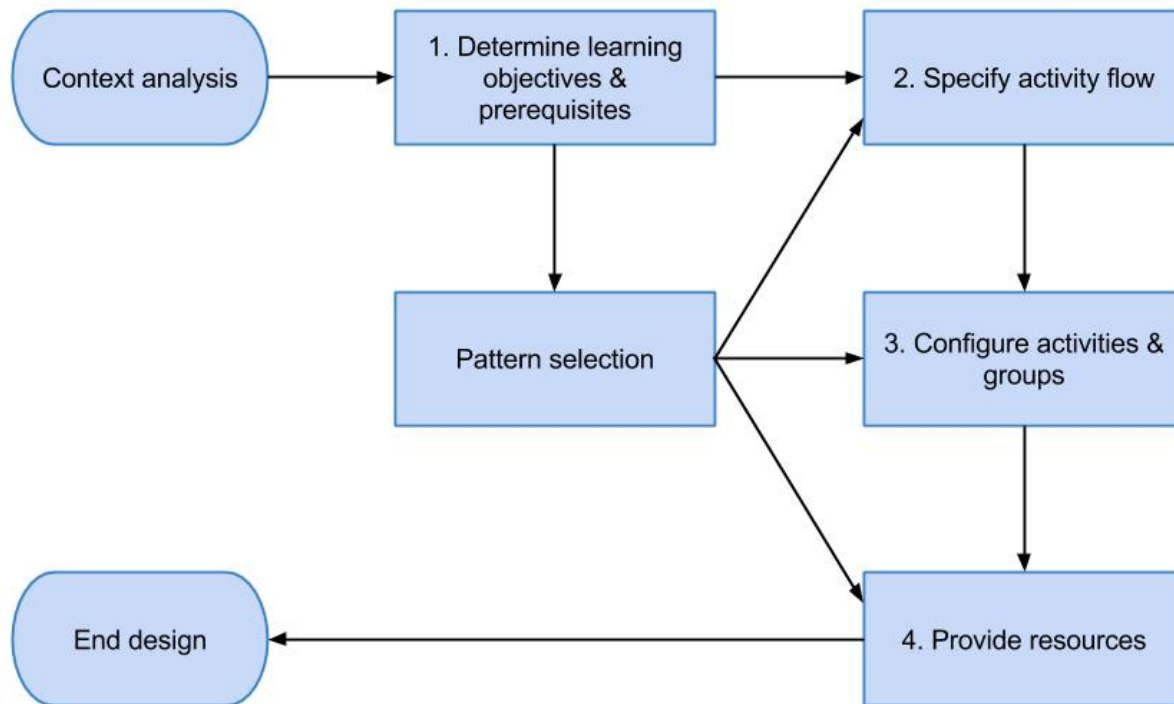 Context analysis
1. Determine learning
objectives &
prerequisites
2. Specify activity flow
Pattern selection
3. Configure activities &
groups
End design
4. Provide resources